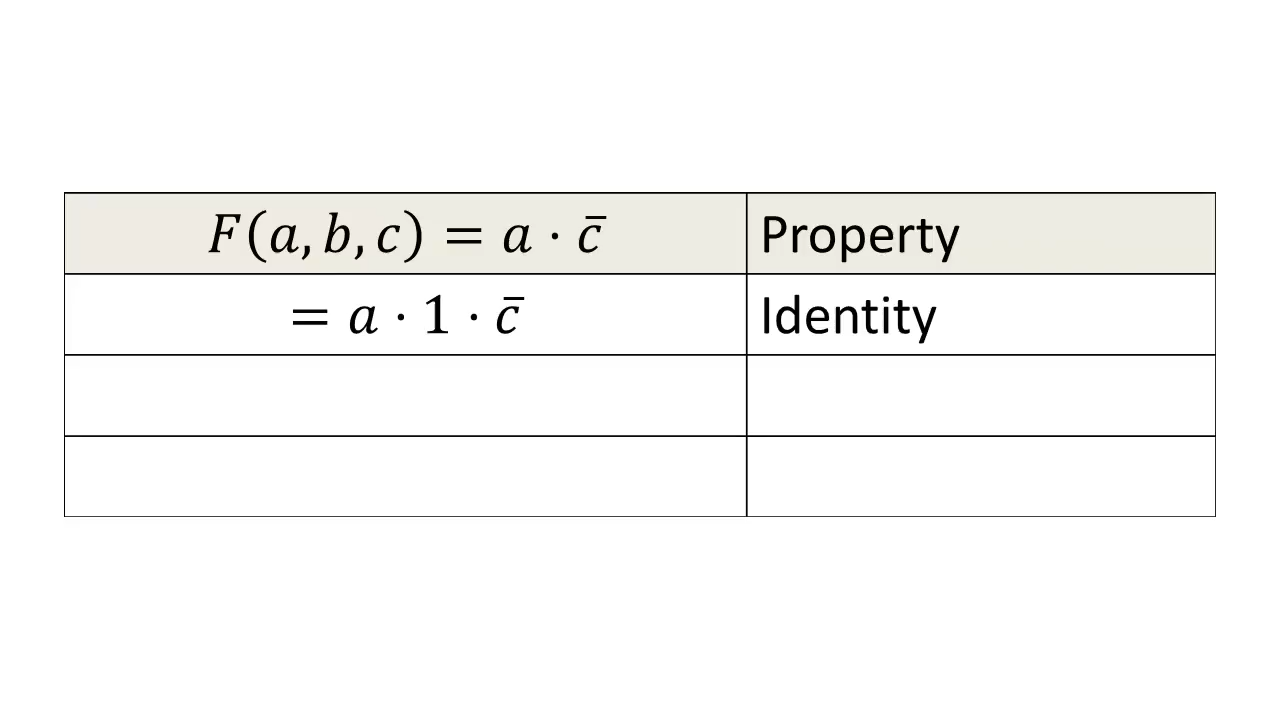 F(a, b, c) = a · c̄ Property
= a · 1 · c̄ Identity